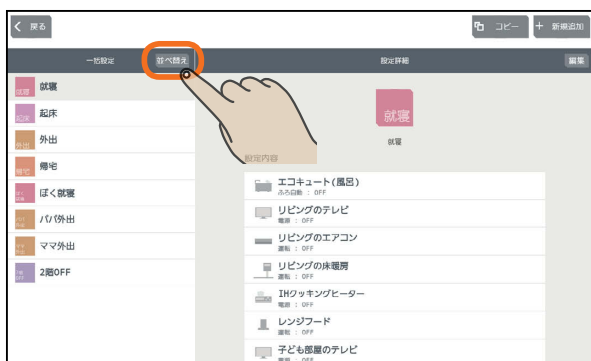 戻る
コピー
新規追加
一括設定
並べ替え
設定詳細
編集
就寝
就寝
起床
起床
外出
外出
帰宅
帰宅
ぼく就寝
パパ外出
ママ外出
2階OFF
就寝
就寝
設定内容
エコキュート(風呂)
ふろ自動 : OFF
リビングのテレビ
電源 : OFF
リビングのエアコン
運転 : OFF
リビングの床暖房
運転 : OFF
IHクッキングヒーター
電源 : OFF
レンジフード
運転 : OFF
子ども部屋のテレビ
電源 : OFF